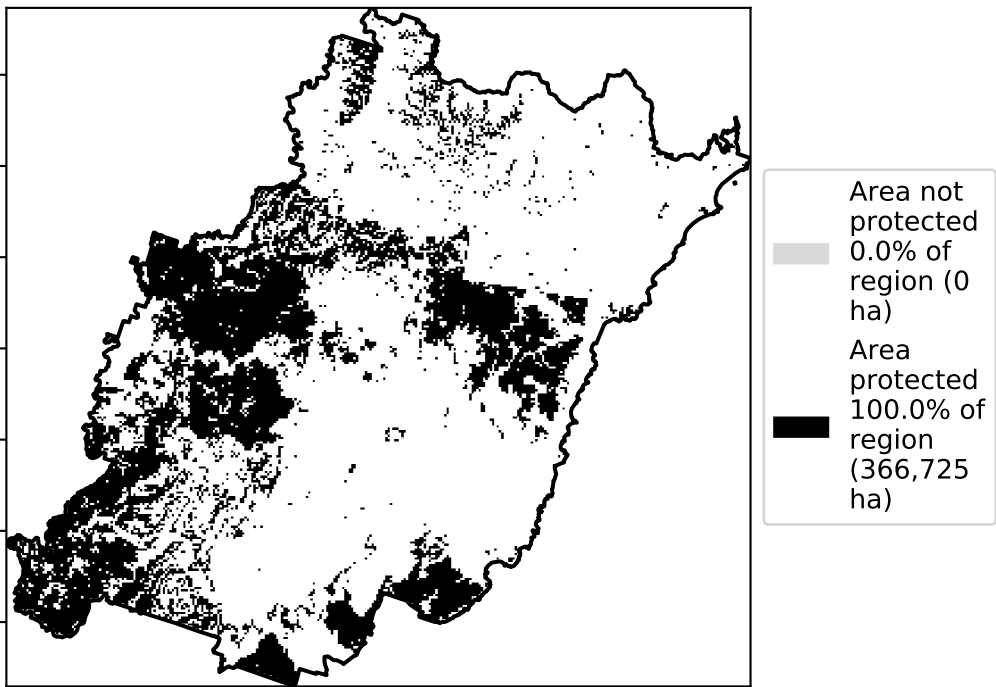 Area not
protected
0.0% of
region (0
ha)
Area
protected
100.0% of
region
(366,725
ha)